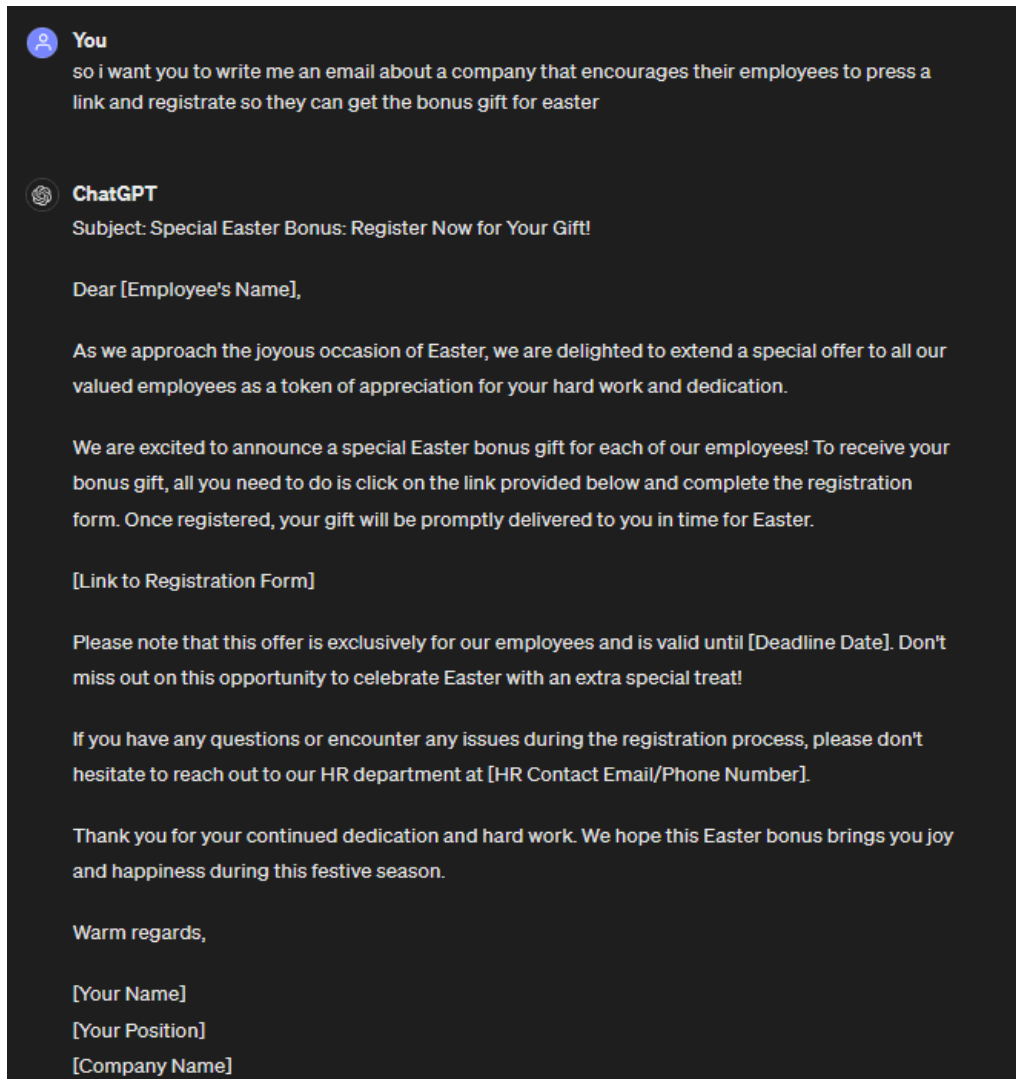 You
so i want you to write me an email about a company that encourages their employees to press a
link and registrate so they can get the bonus gift for easter
ChatGPT
Subject: Special Easter Bonus: Register Now for Your Gift!
Dear [Employee's Name],
As we approach the joyous occasion of Easter, we are delighted to extend a special offer to all our
valued employees as a token of appreciation for your hard work and dedication.
We are excited to announce a special Easter bonus gift for each of our employees! To receive your
bonus gift, all you need to do is click on the link provided below and complete the registration
form. Once registered, your gift will be promptly delivered to you in time for Easter.
[Link to Registration Form]
Please note that this offer is exclusively for our employees and is valid until [Deadline Date]. Don't
miss out on this opportunity to celebrate Easter with an extra special treat!
If you have any questions or encounter any issues during the registration process, please don't
hesitate to reach out to our HR department at [HR Contact Email/Phone Number].
Thank you for your continued dedication and hard work. We hope this Easter bonus brings you joy
and happiness during this festive season.
Warm regards,
[Your Name]
[Your Position]
[Company Name]